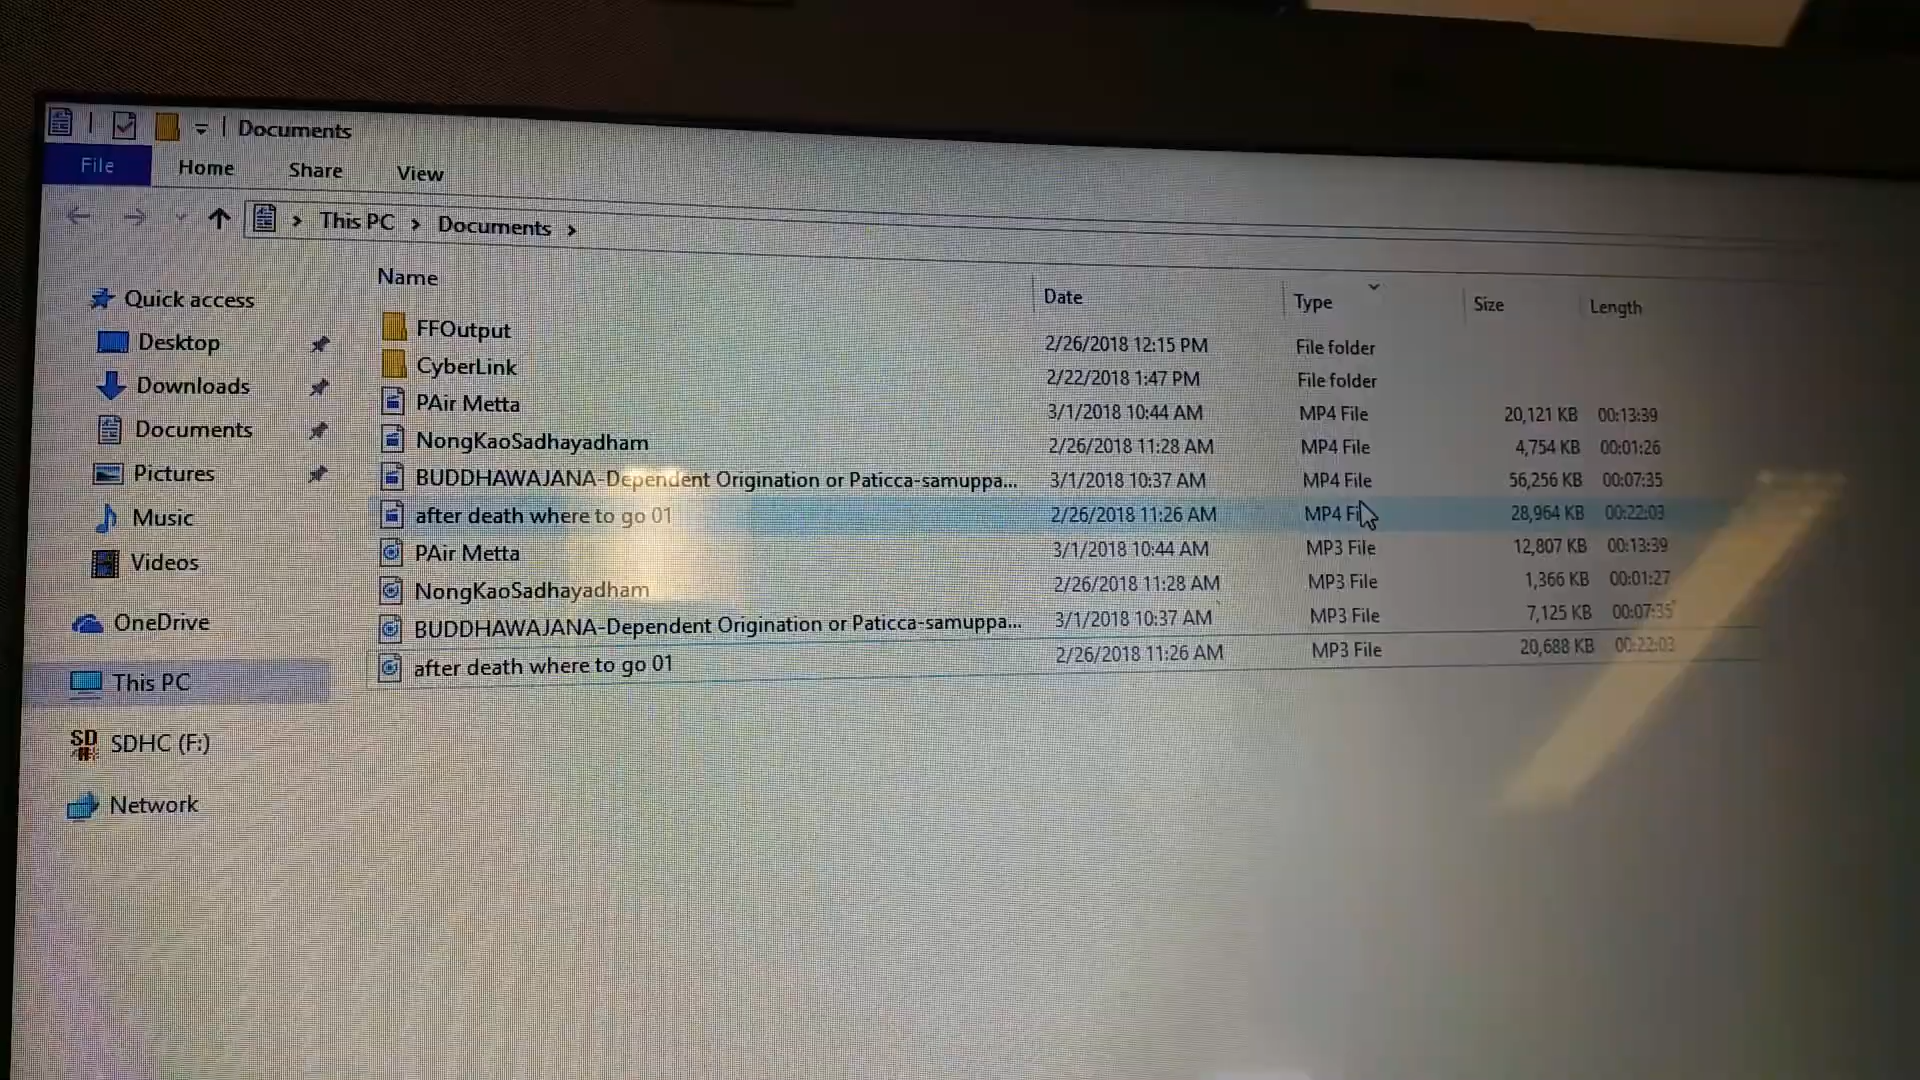 Documents
File Home Share View
This PC > Documents >
Name Date Type Size Length
Quick access
Desktop
Downloads
Documents
Pictures
Music
Videos
OneDrive
This PC
SDHC (F:)
Network
FFOutput 2/26/2018 12:15 PM File folder
CyberLink 2/22/2018 1:47 PM File folder
PAir Metta 3/1/2018 10:44 AM MP4 File 20,121 KB 00:13:39
NongKaoSadhayadham 2/26/2018 11:28 AM MP4 File 4,754 KB 00:01:26
BUDDHAWAJANA-Dependent Origination or Paticca-samuppa... 3/1/2018 10:37 AM MP4 File 56,256 KB 00:07:35
after death where to go 01 2/26/2018 11:26 AM MP4 File 28,964 KB 00:22:03
PAir Metta 3/1/2018 10:44 AM MP3 File 12,807 KB 00:13:39
NongKaoSadhayadham 2/26/2018 11:28 AM MP3 File 1,366 KB 00:01:27
BUDDHAWAJANA-Dependent Origination or Paticca-samuppa... 3/1/2018 10:37 AM MP3 File 7,125 KB 00:07:35
after death where to go 01 2/26/2018 11:26 AM MP3 File 20,688 KB 00:22:03